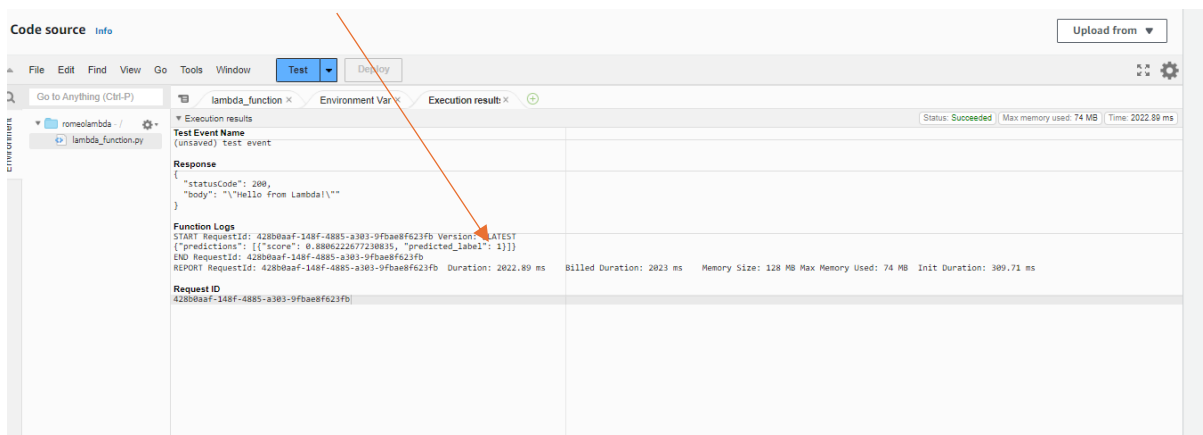 Code source Info
Upload from ▼
File Edit Find View Go Tools Window Test Deploy
Go to Anything (Ctrl-P)
lambda_function × Environment Var × Execution results ×
romeolambda - /
lambda_function.py
Environment
Execution results
Status: Succeeded Max memory used: 74 MB Time: 2022.89 ms
Test Event Name
(unsaved) test event
Response
{
"statusCode": 200,
"body": "\"Hello from Lambda!\""
}
Function Logs
START RequestId: 428b0aaf-148f-4885-a303-9fbae8f623fb Version: $LATEST
{"predictions": [{"score": 0.8806222677230835, "predicted_label": 1}]}
END RequestId: 428b0aaf-148f-4885-a303-9fbae8f623fb
REPORT RequestId: 428b0aaf-148f-4885-a303-9fbae8f623fb Duration: 2022.89 ms Billed Duration: 2023 ms Memory Size: 128 MB Max Memory Used: 74 MB Init Duration: 309.71 ms
Request ID
428b0aaf-148f-4885-a303-9fbae8f623fb